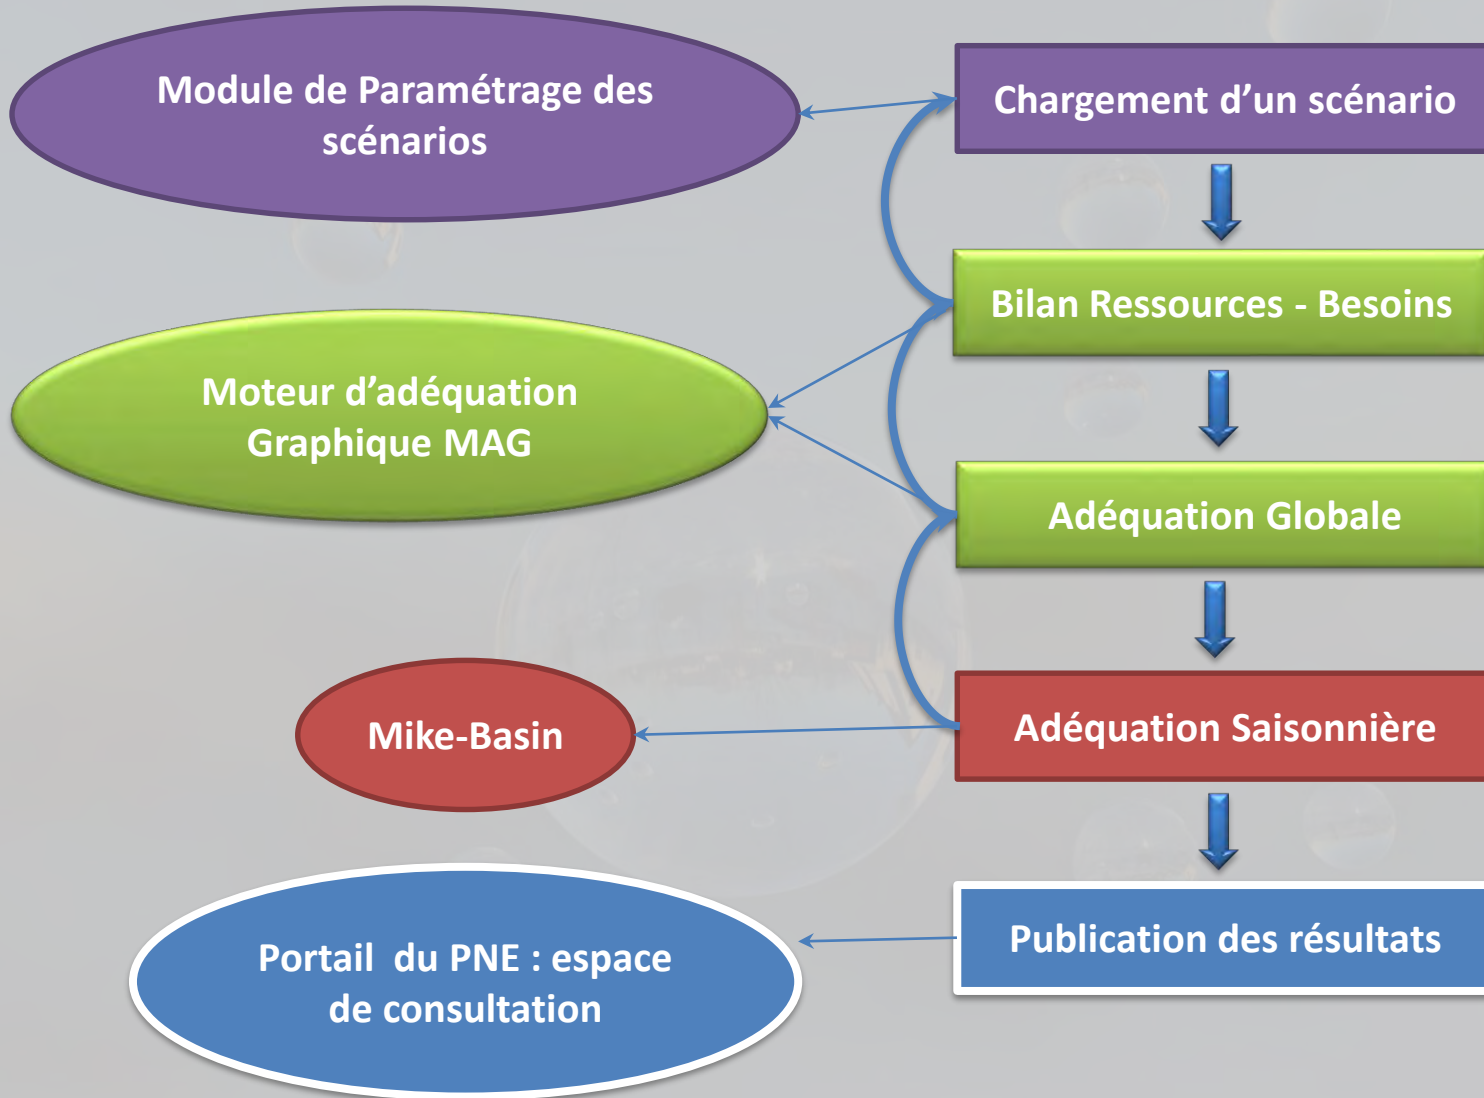 Module de Paramétrage des
scénarios
Chargement d’un scénario
Bilan Ressources - Besoins
Moteur d’adéquation
Graphique MAG
Adéquation Globale
Mike-Basin
Adéquation Saisonnière
Portail  du PNE : espace
de consultation
Publication des résultats